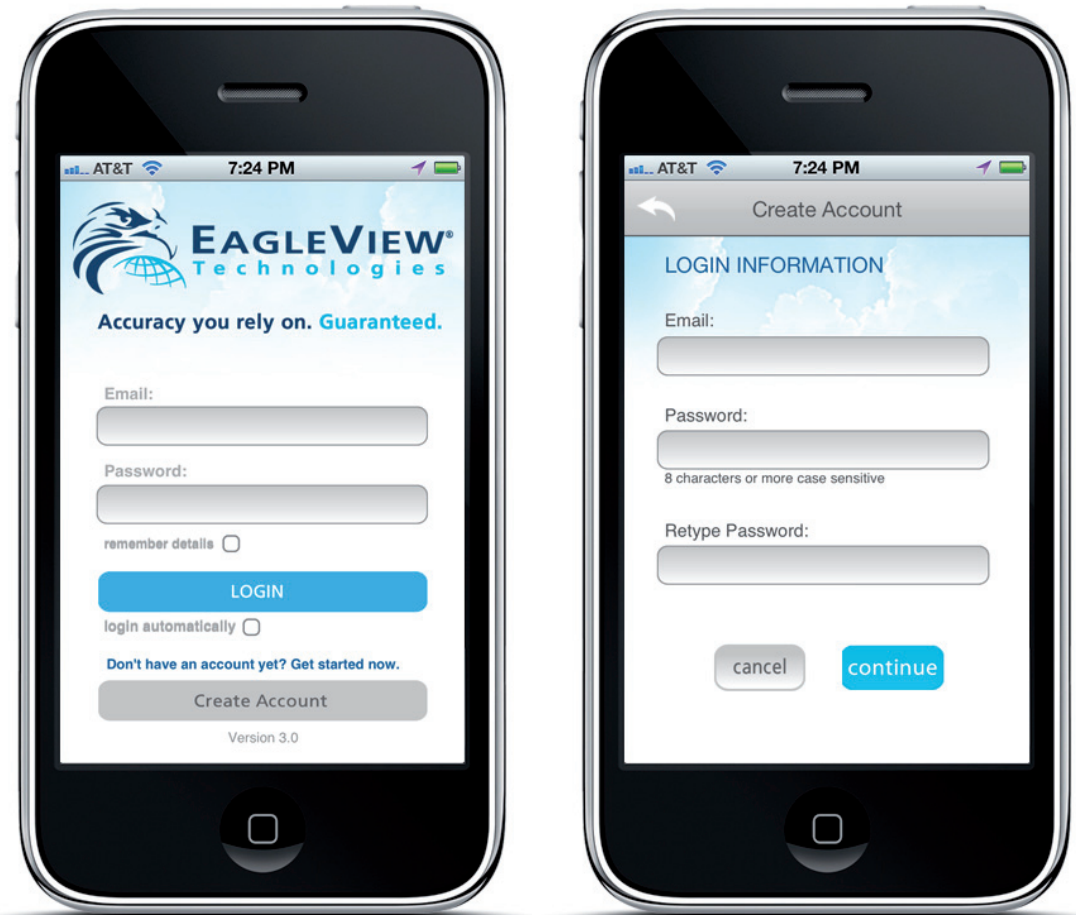 AT&T 7:24 PM
EAGLEVIEW®
Technologies
Accuracy you rely on. Guaranteed.
Email:
Password:
remember details
LOGIN
login automatically
Don't have an account yet? Get started now.
Create Account
Version 3.0
AT&T 7:24 PM
Create Account
LOGIN INFORMATION
Email:
Password:
8 characters or more case sensitive
Retype Password:
cancel continue